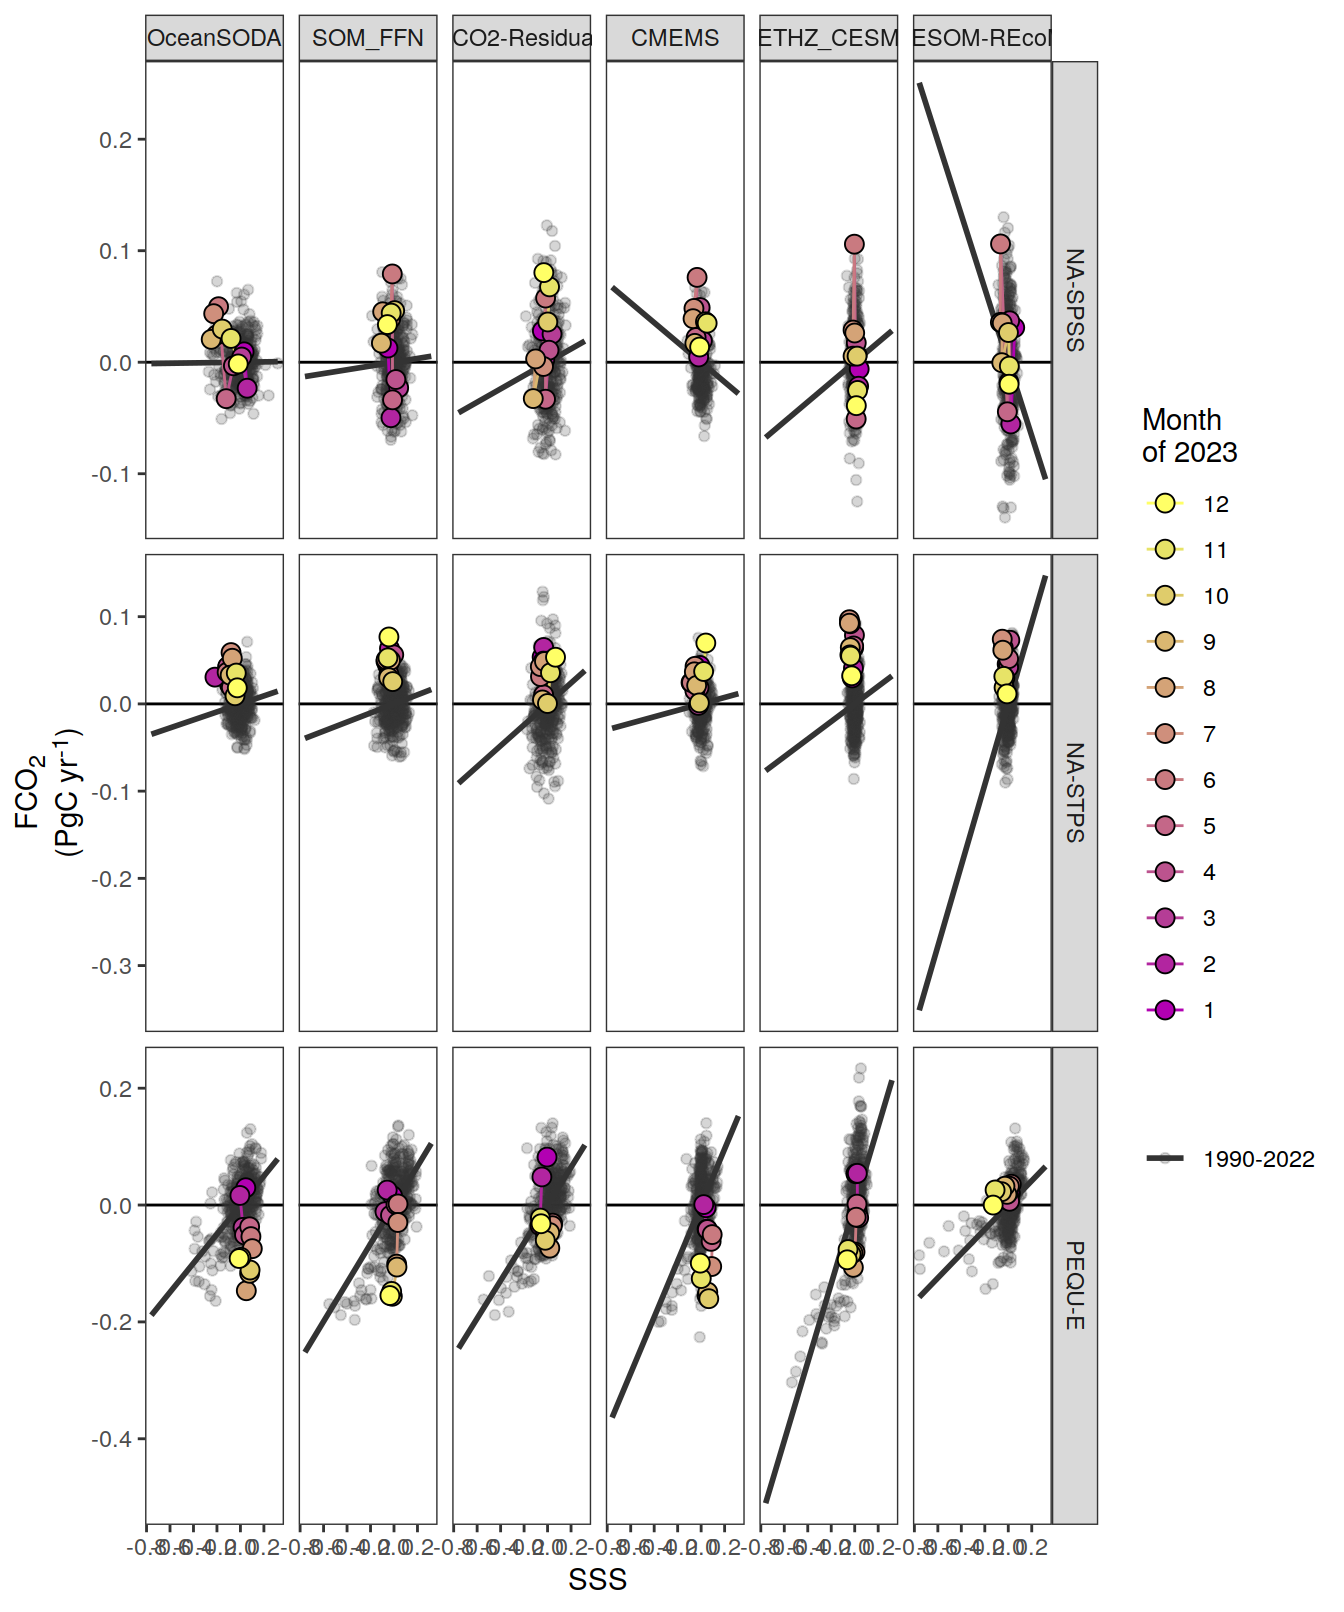 OceanSODA SOM_FFN CO2-Residua CMEMS ETHZ_CESM ESOM-REcoM
0.2
0.1
0.0
-0.1
NA-SPSS
0.1
0.0
-0.1
-0.2
-0.3
NA-STPS
0.2
0.0
-0.2
-0.4
PEQU-E
FCO2
(PgC yr-1)
SSS
Month
of 2023
12
11
10
9
8
7
6
5
4
3
2
1
1990-2022